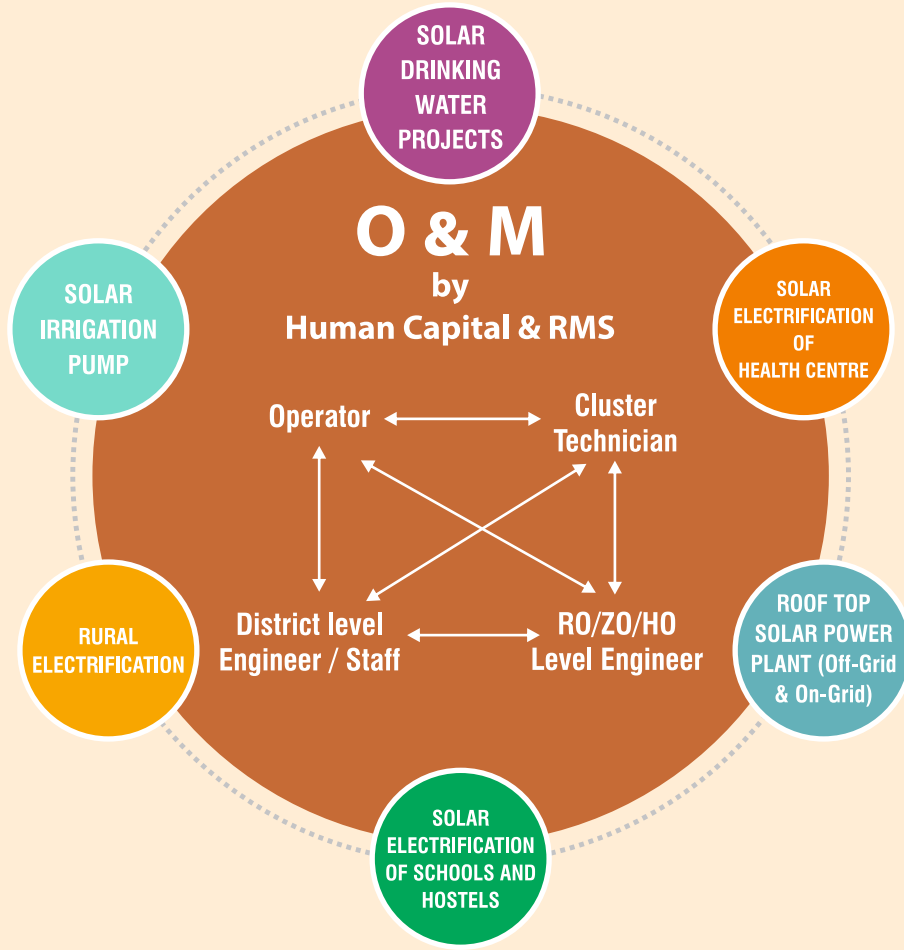 SOLAR
DRINKING
WATER
PROJECTS
O & M
by
Human Capital & RMS
SOLAR
IRRIGATION
PUMP
SOLAR
ELECTRIFICATION
OF
HEALTH CENTRE
Operator
Cluster
Technician
District level
Engineer / Staff
RO/ZO/HO
Level Engineer
RURAL
ELECTRIFICATION
ROOF TOP
SOLAR POWER
PLANT (Off-Grid
& On-Grid)
SOLAR
ELECTRIFICATION
OF SCHOOLS AND
HOSTELS